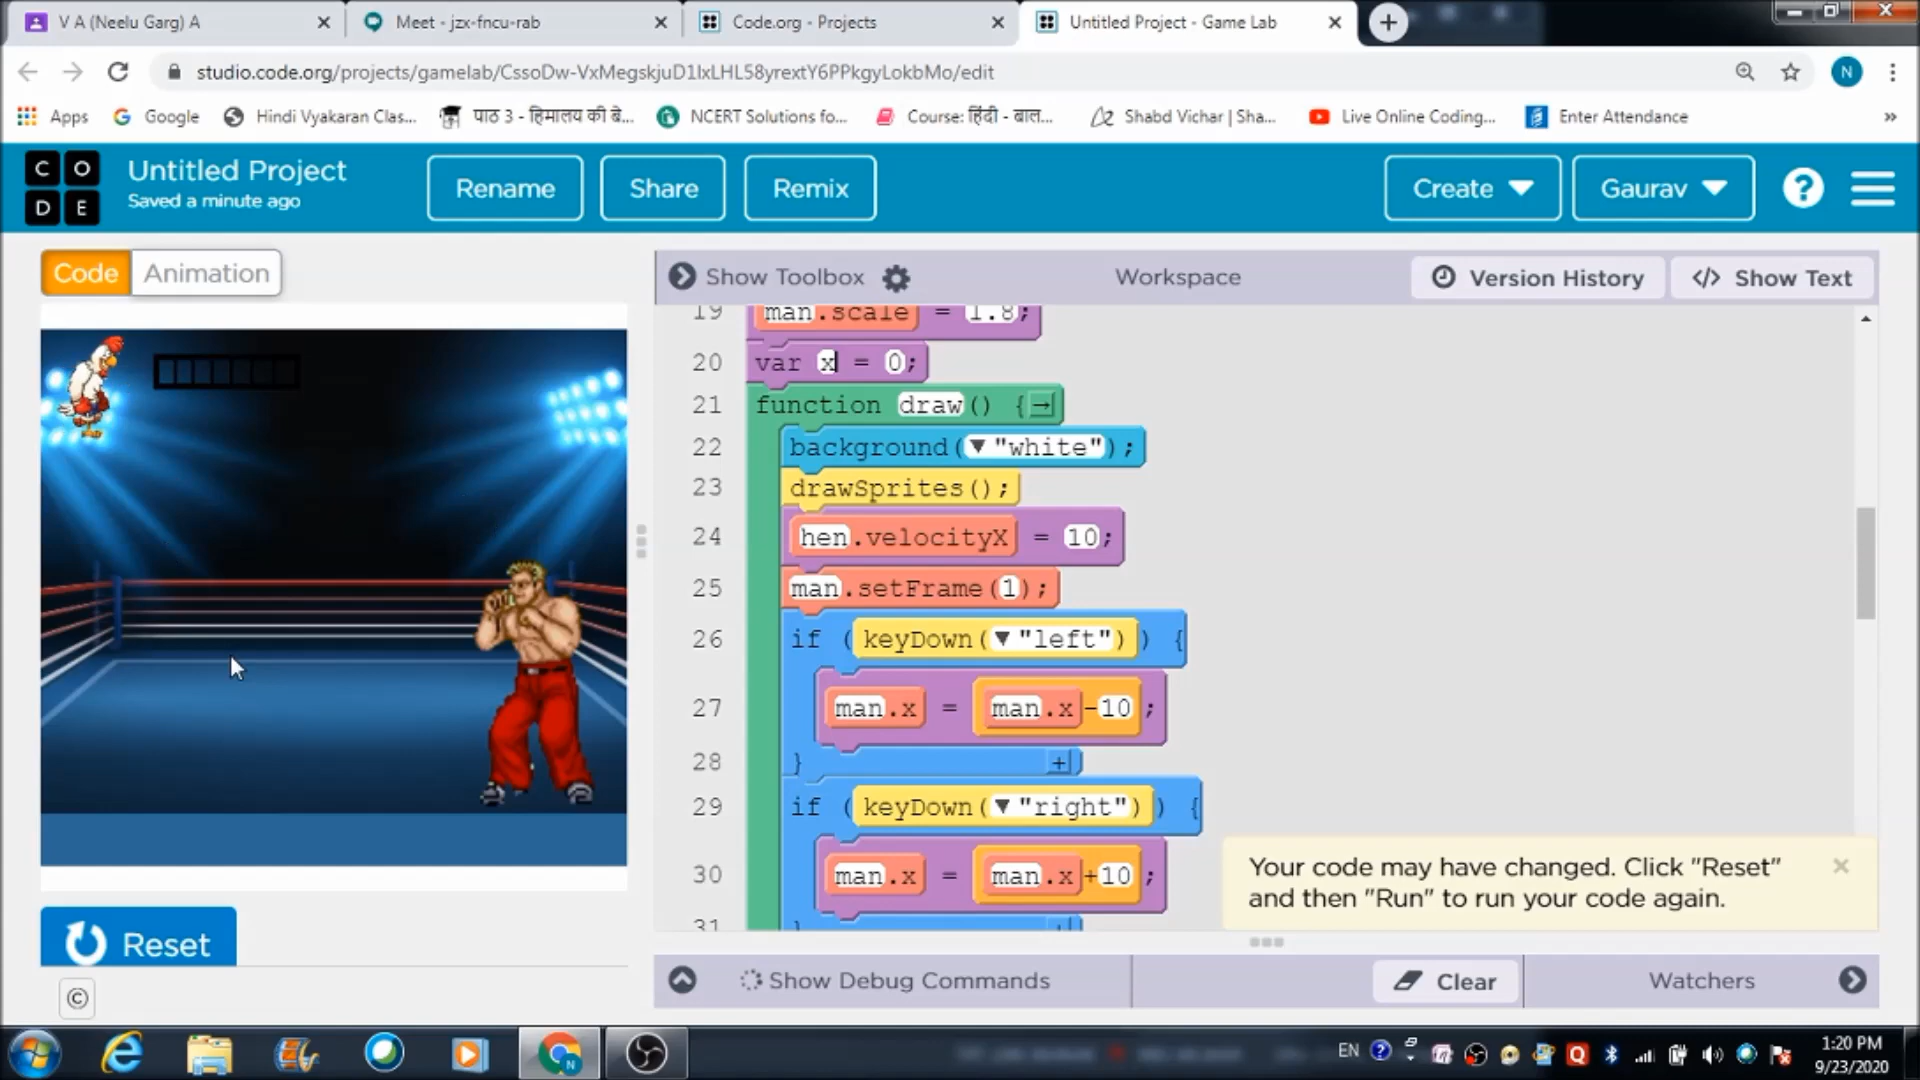 V A (Neelu Garg) A
Meet - jzx-fncu-rab
Code.org - Projects
Untitled Project - Game Lab
studio.code.org/projects/gamelab/CssoDw-VxMegskjuD1lxLHL58yrextY6PPkgyLokbMo/edit
N
Apps
Google
Hindi Vyakaran Clas...
पाठ 3 - हिमालय की बे...
NCERT Solutions fo...
Course: हिंदी - बाल...
Shabd Vichar | Sha...
Live Online Coding...
Enter Attendance
»
C O
D E
Untitled Project
Saved a minute ago
Rename
Share
Remix
Create
Gaurav
?
Code
Animation
Show Toolbox
Workspace
Version History
</> Show Text
19 man.scale = 1.8;
20 var x = 0;
21 function draw() {
22 background("white");
23 drawSprites();
24 hen.velocityX = 10;
25 man.setFrame(1);
26 if (keyDown("left")) {
27 man.x = man.x-10;
28 }
29 if (keyDown("right")) {
30 man.x = man.x+10;
31 }
Your code may have changed. Click "Reset"
and then "Run" to run your code again.
Reset
©
Show Debug Commands
Clear
Watchers
EN
1:20 PM
9/23/2020